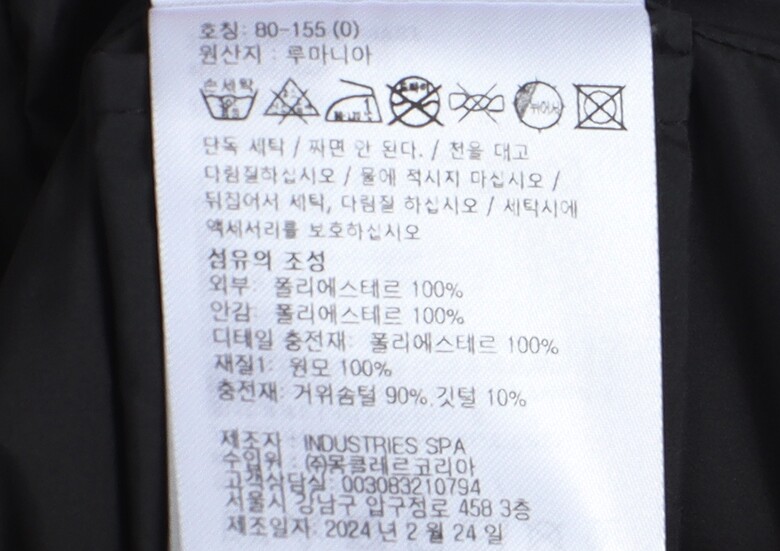 호칭: 80-155 (0)
원산지 : 루마니아
손세탁
단독 세탁 / 짜면 안 된다. / 천을 대고
다림질하십시오 / 물에 적시지 마십시오 /
뒤집어서 세탁, 다림질 하십시오 / 세탁시에
액세서리를 보호하십시오
섬유의 조성
외부: 폴리에스테르 100%
안감: 폴리에스테르 100%
디테일 충전재: 폴리에스테르 100%
재질1: 원모 100%
충전재: 거위솜털 90%.깃털 10%
제조자 : INDUSTRIES SPA
수입원 : ㈜몽클레르코리아
고객상담실: 003083210794
서울시 강남구 압구정로 458 3층
제조일자: 2024 년 2 월 24 일